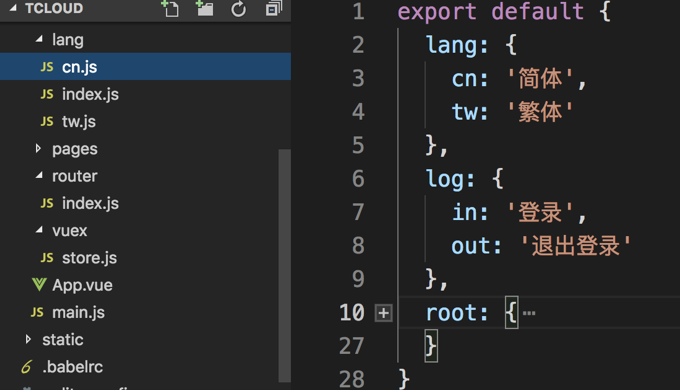 TCLOUD
lang
JS cn.js
JS index.js
JS tw.js
pages
router
JS index.js
vuex
JS store.js
App.vue
JS main.js
static
.babelrc
1 export default {
2 lang: {
3 cn: '简体',
4 tw: '繁体'
5 },
6 log: {
7 in: '登录',
8 out: '退出登录'
9 },
10 root: {⋯
27 }
28 }